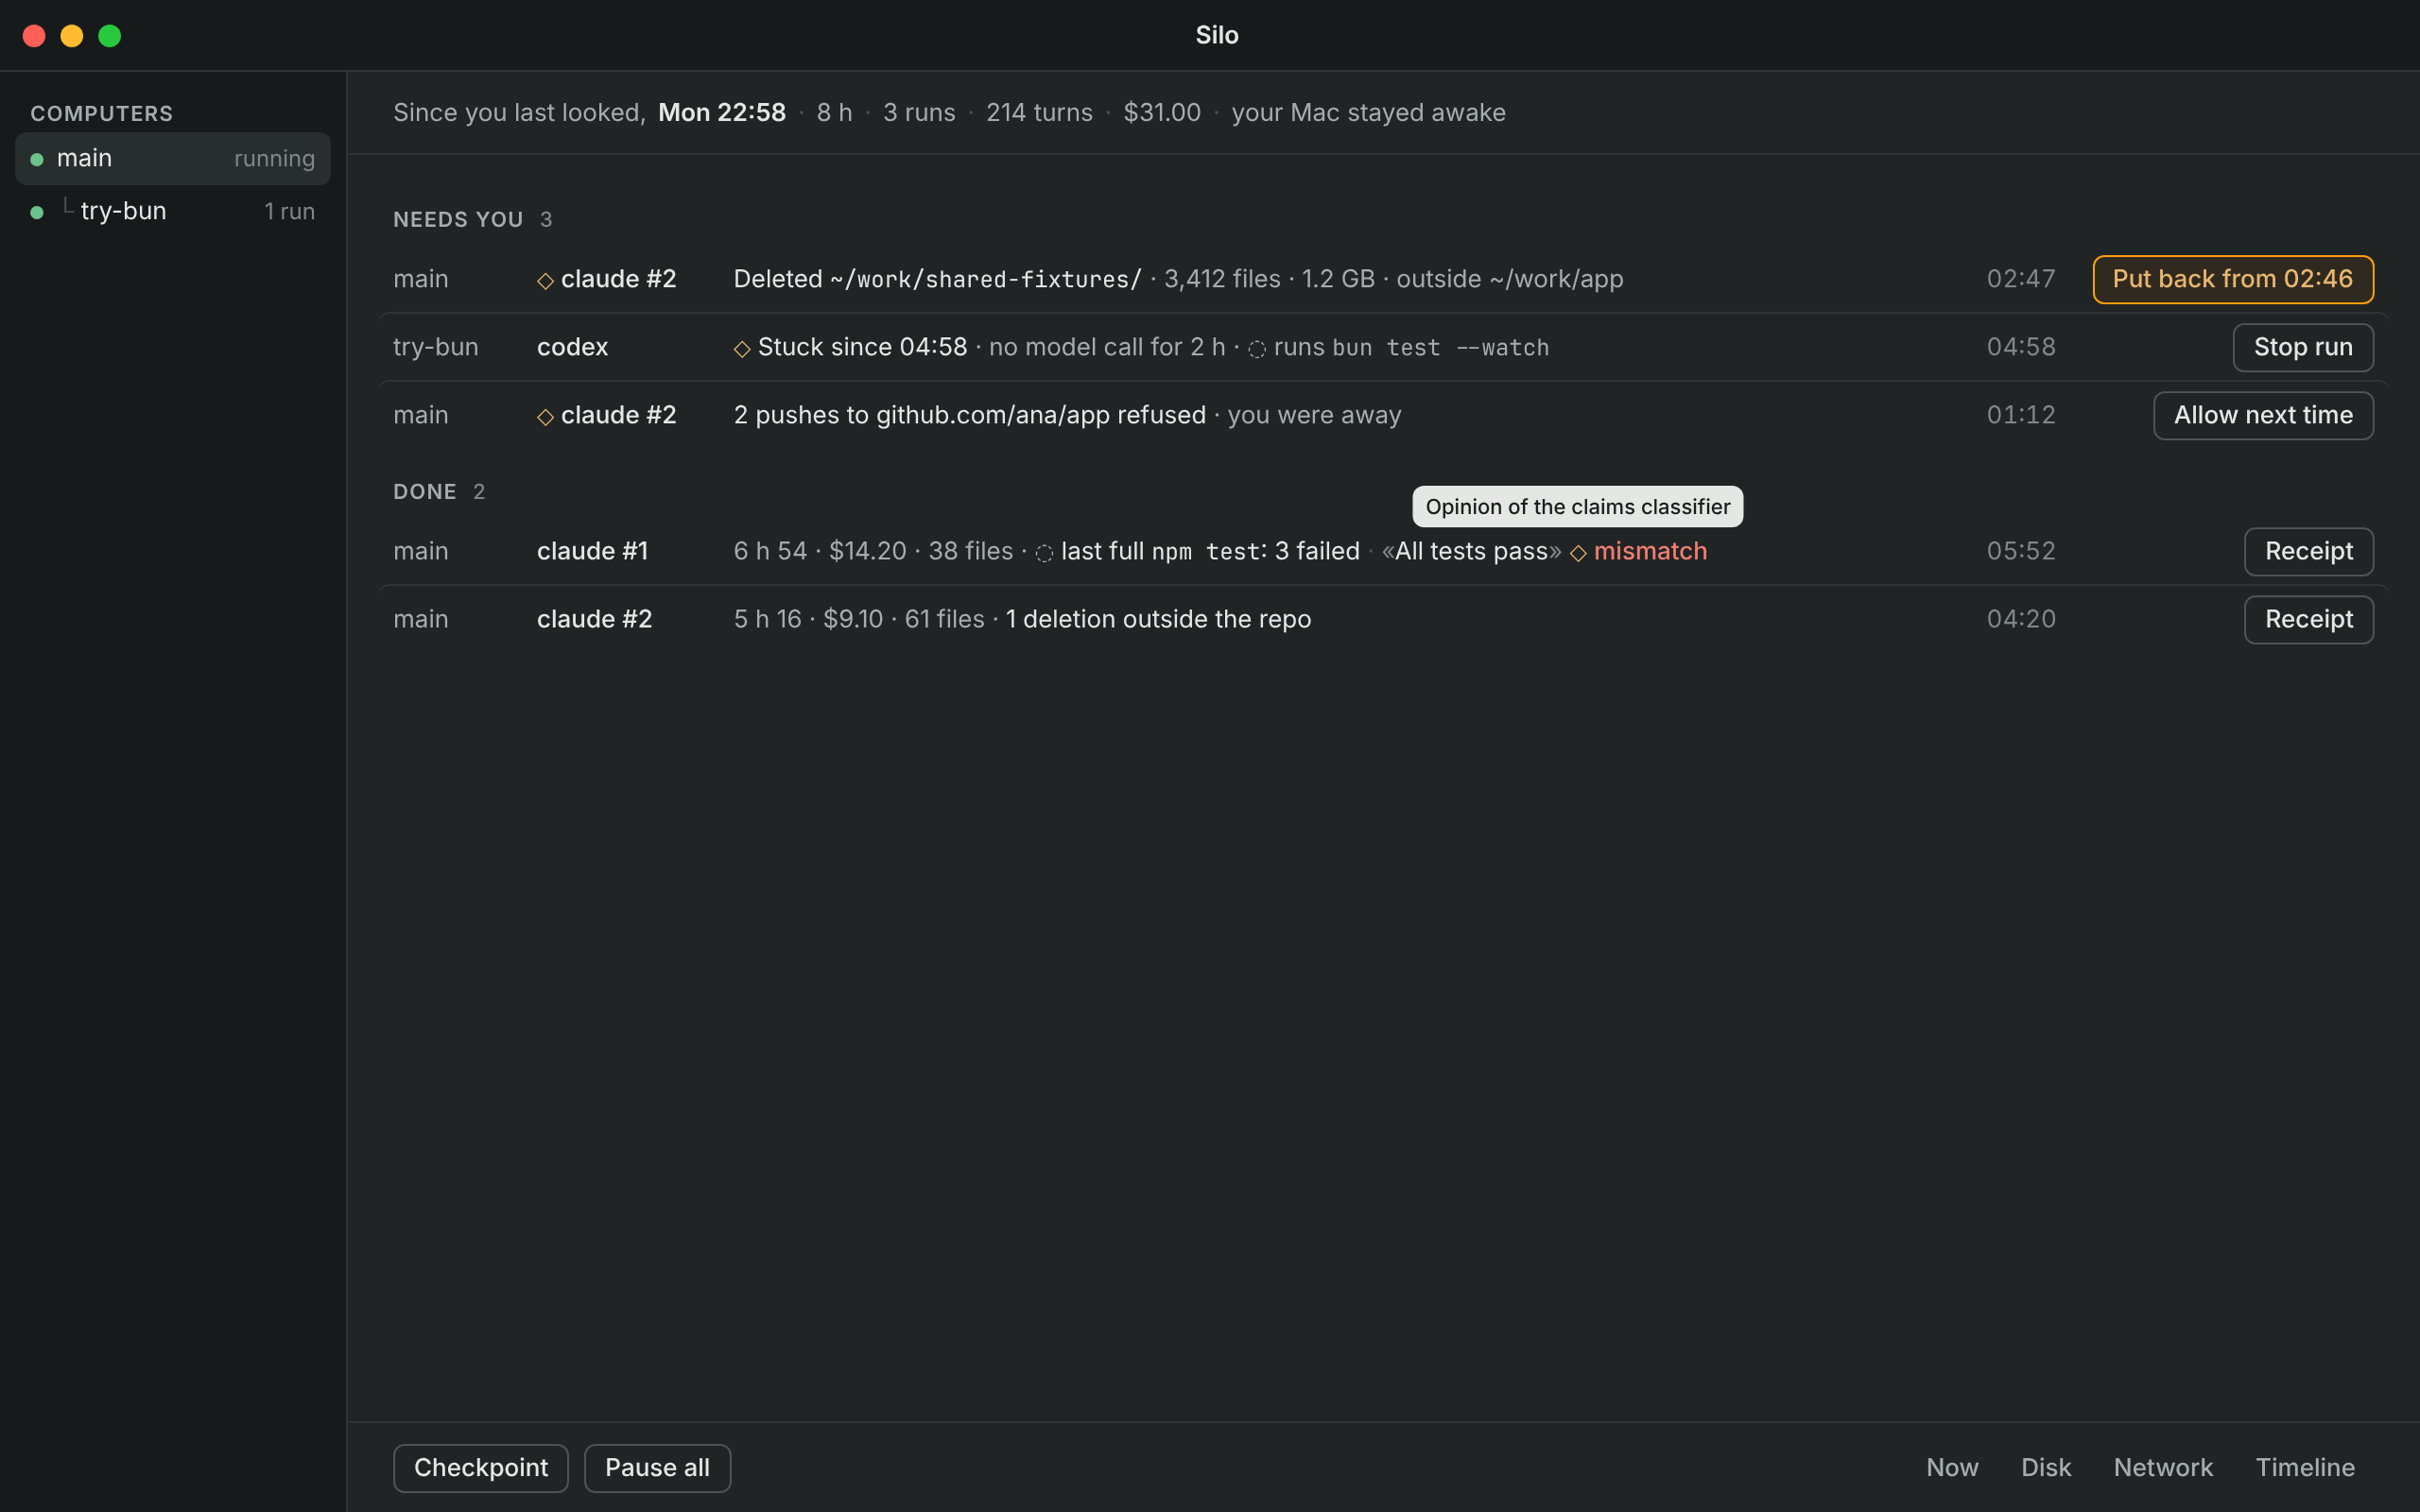 Silo
COMPUTERS
main running
└ try-bun 1 run
Since you last looked, Mon 22:58 · 8 h · 3 runs · 214 turns · $31.00 · your Mac stayed awake
NEEDS YOU 3
main ◇ claude #2 Deleted ~/work/shared-fixtures/ · 3,412 files · 1.2 GB · outside ~/work/app 02:47 Put back from 02:46
try-bun codex ◇ Stuck since 04:58 · no model call for 2 h · ◌ runs bun test --watch 04:58 Stop run
main ◇ claude #2 2 pushes to github.com/ana/app refused · you were away 01:12 Allow next time
DONE 2
Opinion of the claims classifier
main claude #1 6 h 54 · $14.20 · 38 files · ◌ last full npm test: 3 failed · «All tests pass» ◇ mismatch 05:52 Receipt
main claude #2 5 h 16 · $9.10 · 61 files · 1 deletion outside the repo 04:20 Receipt
Checkpoint Pause all Now Disk Network Timeline